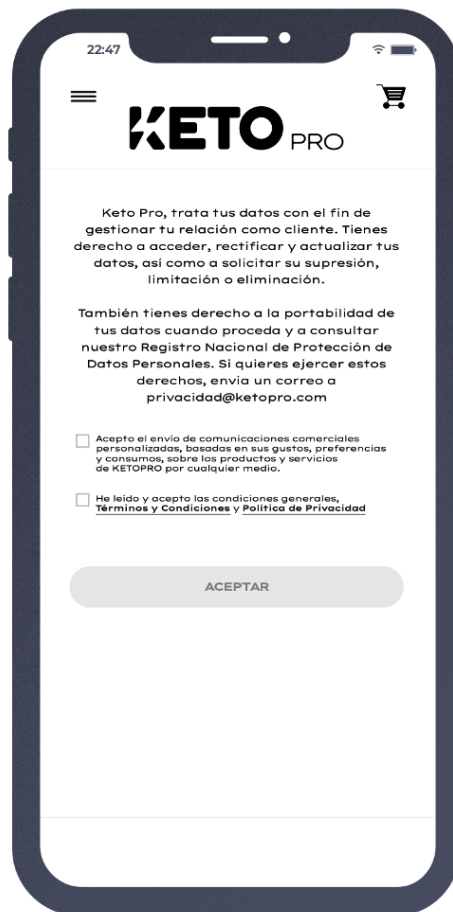 22:47
KETO PRO
Keto Pro, trata tus datos con el fin de
gestionar tu relación como cliente. Tienes
derecho a acceder, rectificar y actualizar tus
datos, así como a solicitar su supresión,
limitación o eliminación.
También tienes derecho a la portabilidad de
tus datos cuando proceda y a consultar
nuestro Registro Nacional de Protección de
Datos Personales. Si quieres ejercer estos
derechos, envia un correo a
privacidad@ketopro.com
Acepto el envio de comunicaciones comerciales
personalizadas, basadas en sus gustos, preferencias
y consumos, sobre los productos y servicios
de KETOPRO por cualquier medio.
He leido y acepto las condiciones generales,
Términos y Condiciones y Politica de Privacidad
ACEPTAR